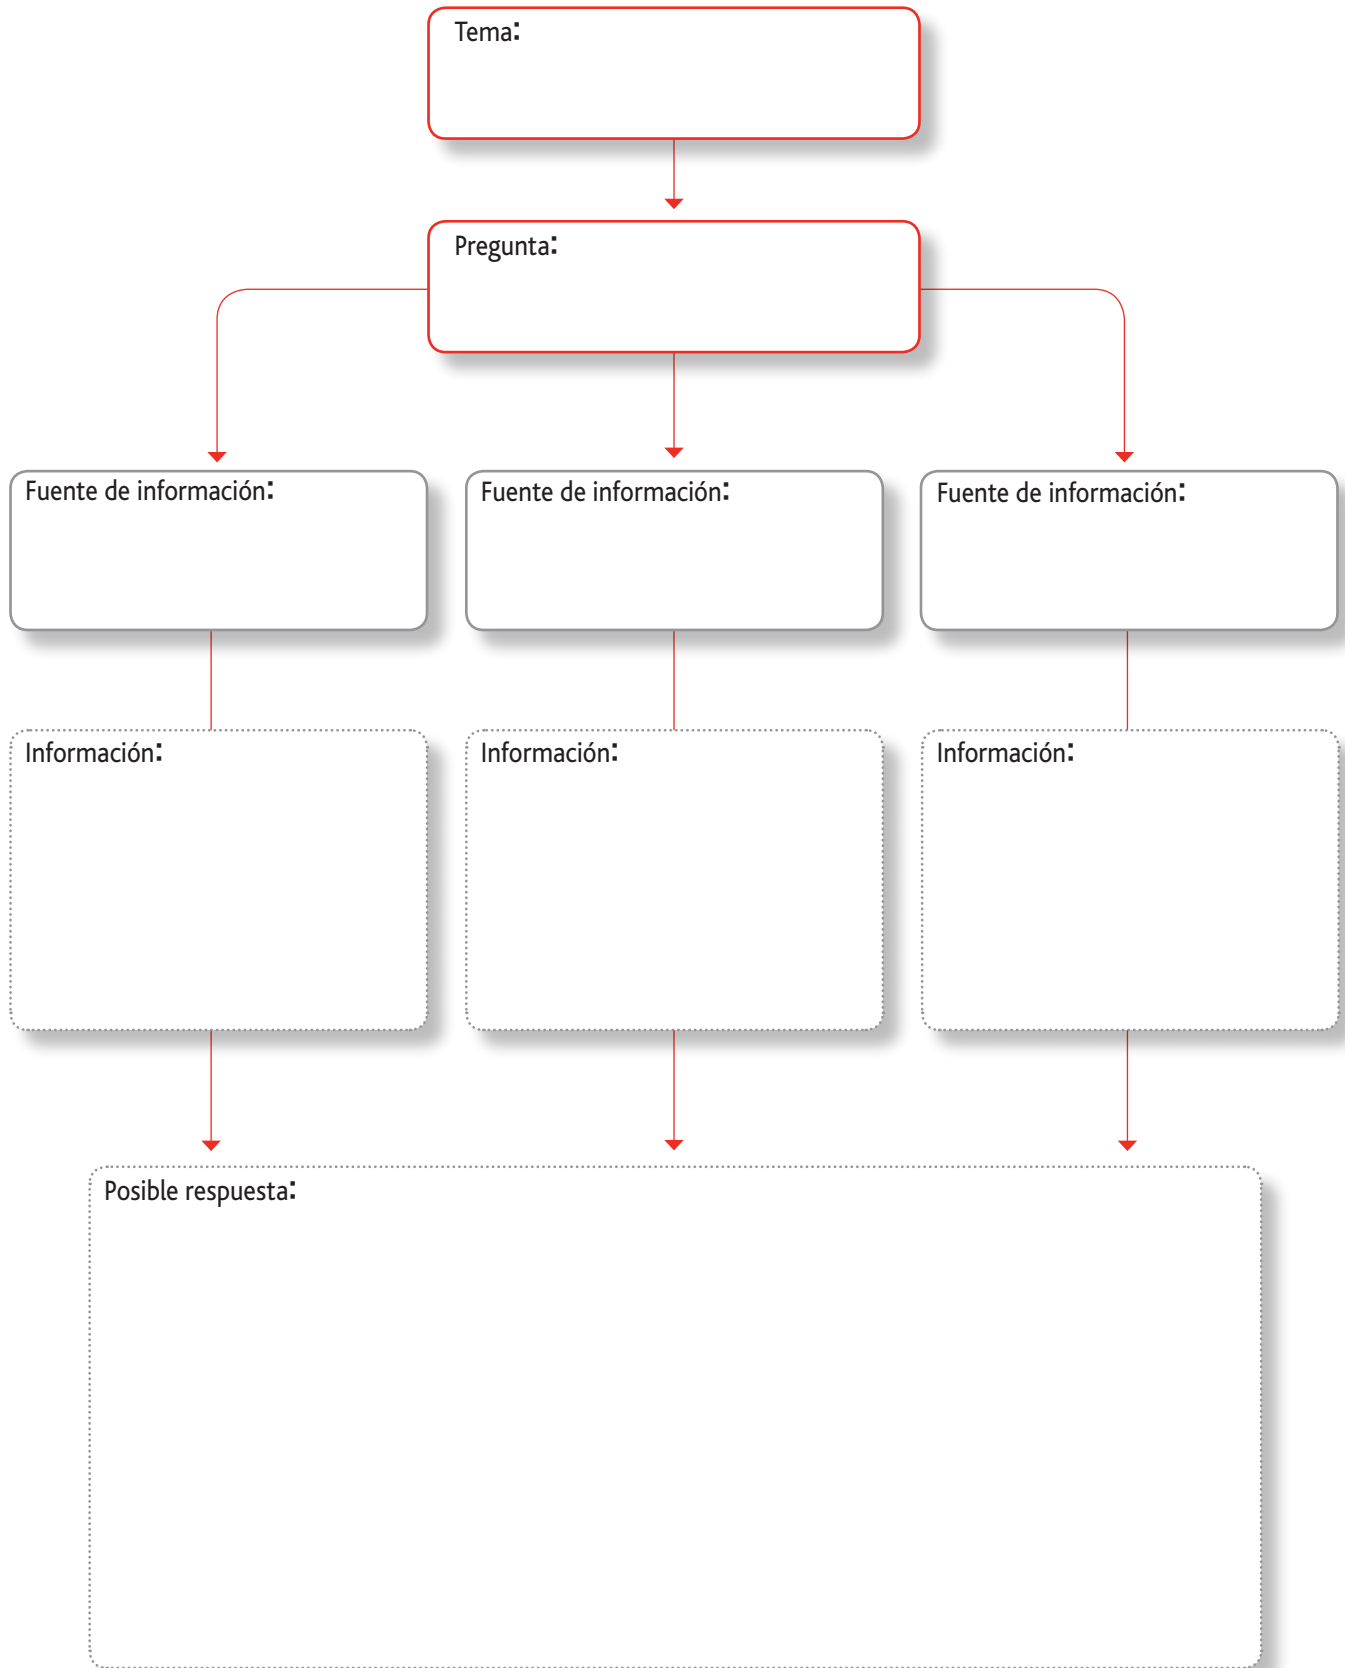 Tema:
Pregunta:
Fuente de información:
Fuente de información:
Fuente de información:
Información:
Información:
Información:
Posible respuesta: